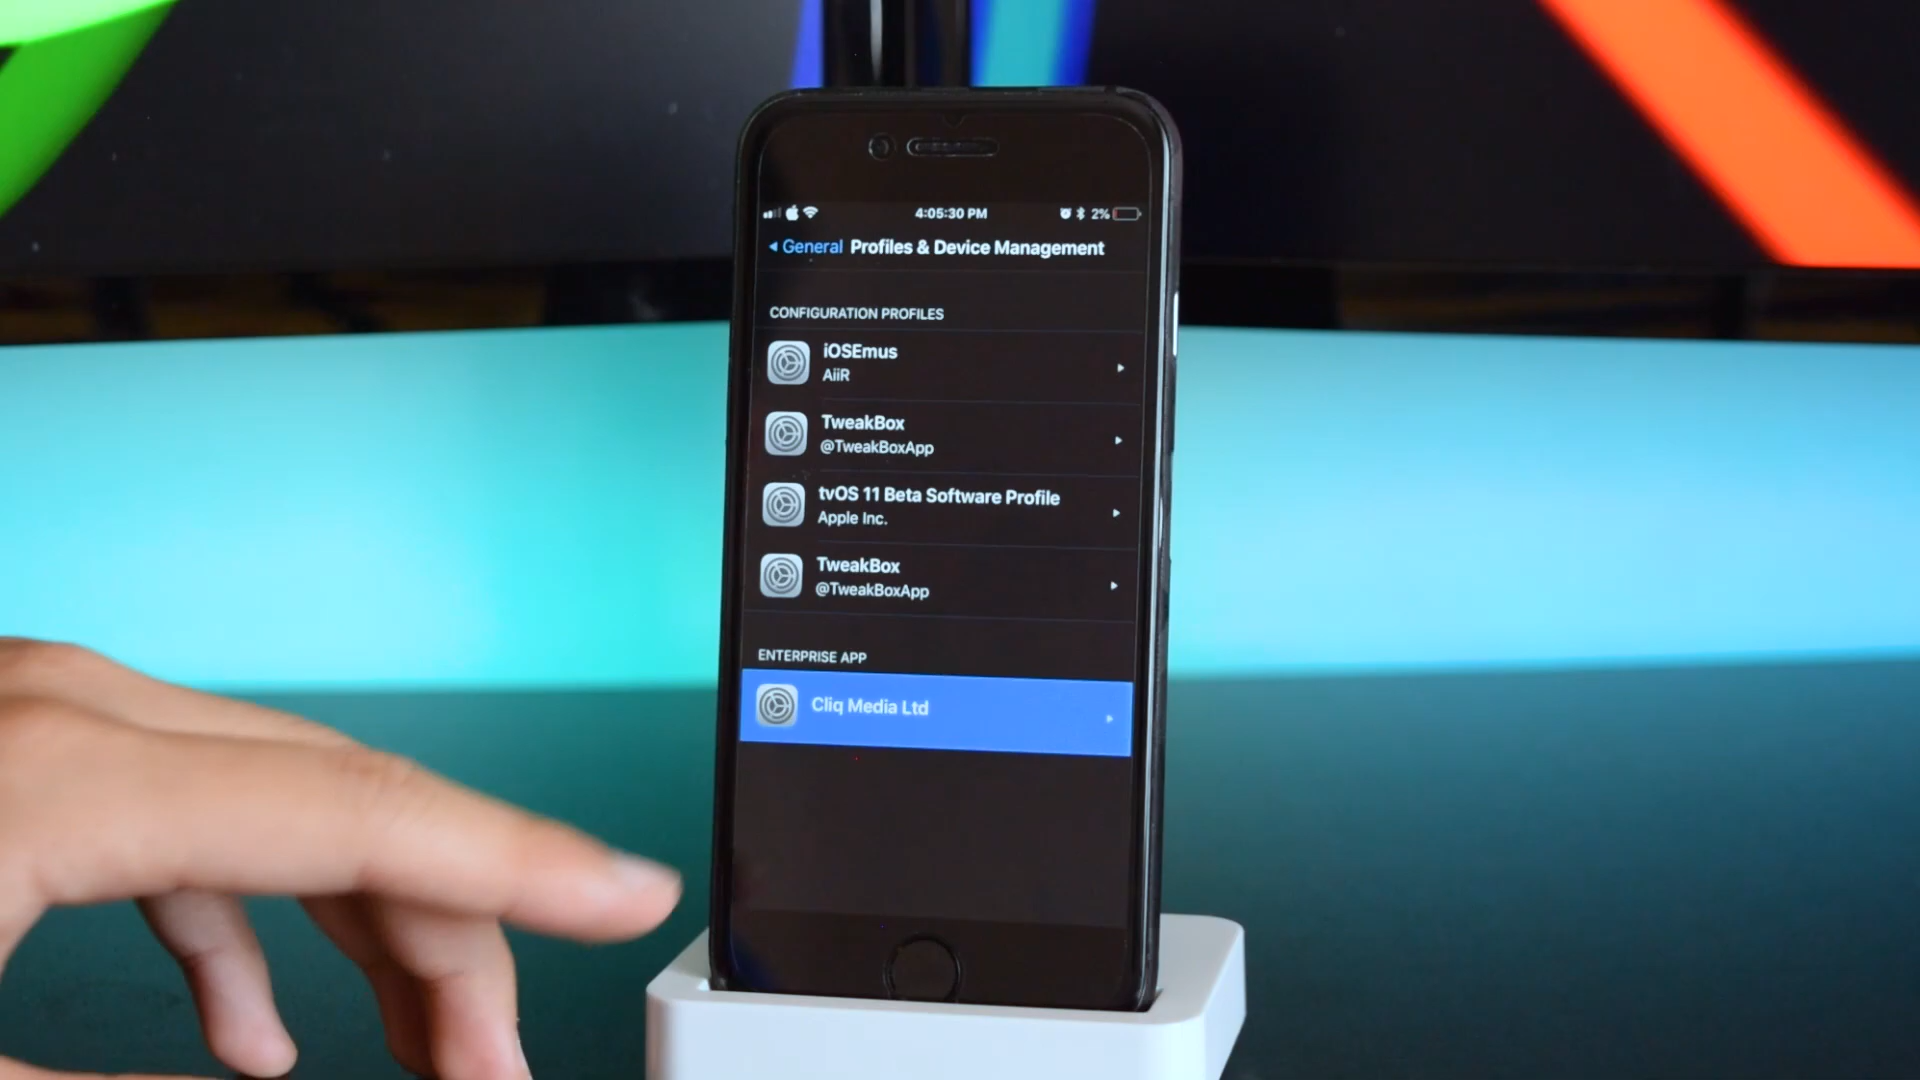 4:05:30 PM
2%
General Profiles & Device Management
CONFIGURATION PROFILES
iOSEmus
AiiR
TweakBox
@TweakBoxApp
tvOS 11 Beta Software Profile
Apple Inc.
TweakBox
@TweakBoxApp
ENTERPRISE APP
Cliq Media Ltd